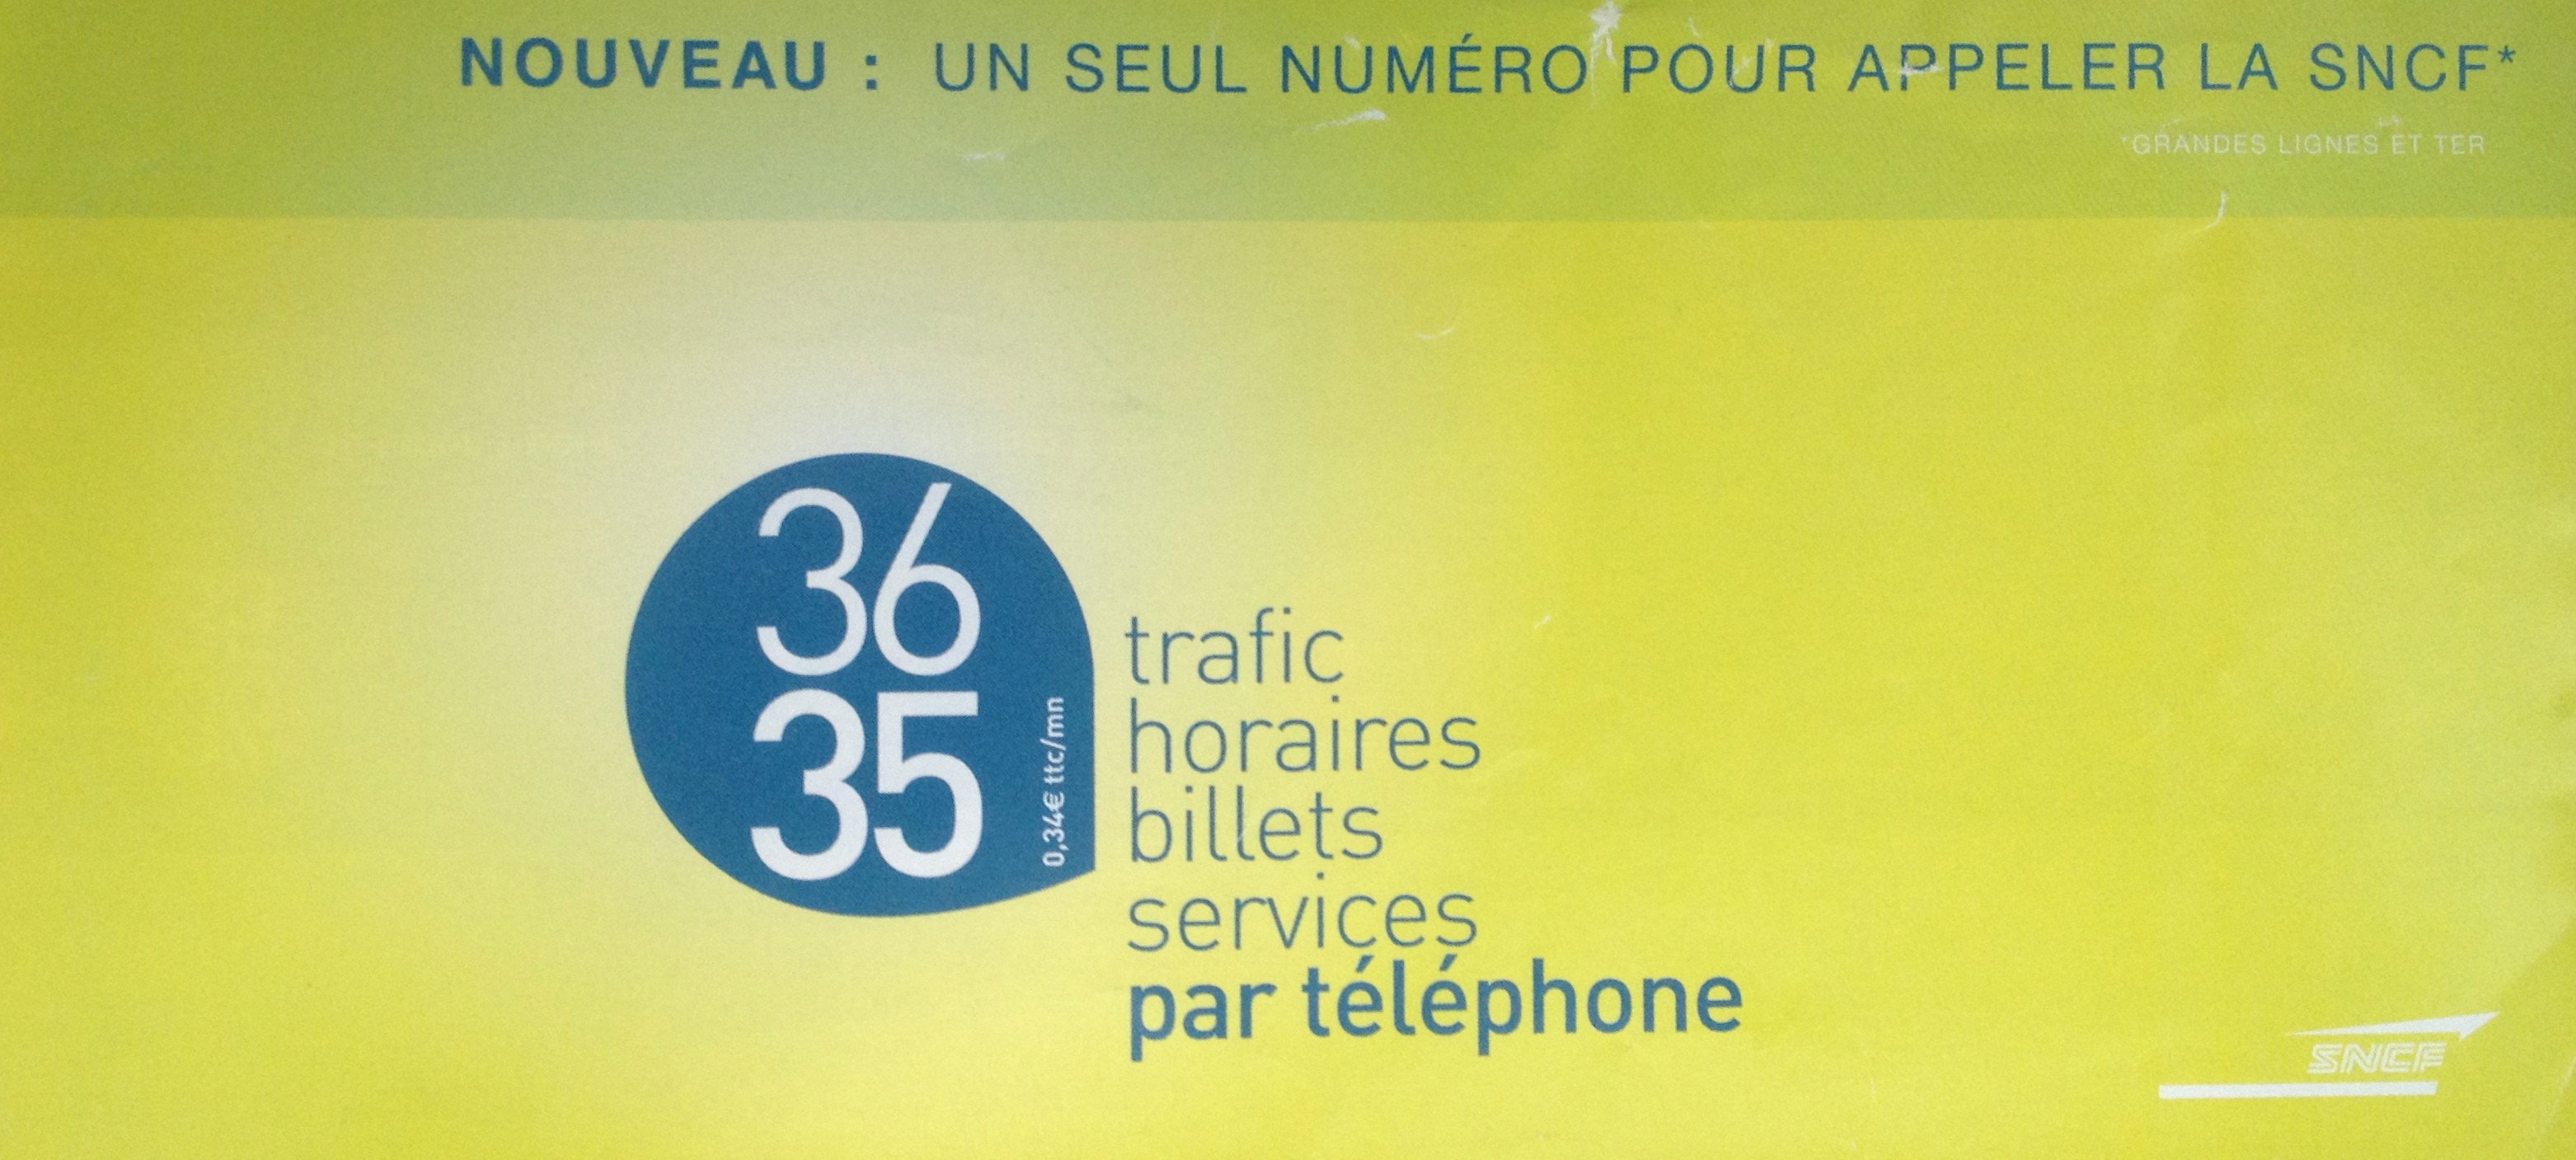 NOUVEAU : UN SEUL NUMÉRO POUR APPELER LA SNCF*
*GRANDES LIGNES ET TER
36
35
0,34€ ttc/mn
trafic
horaires
billets
services
par téléphone
SNCF